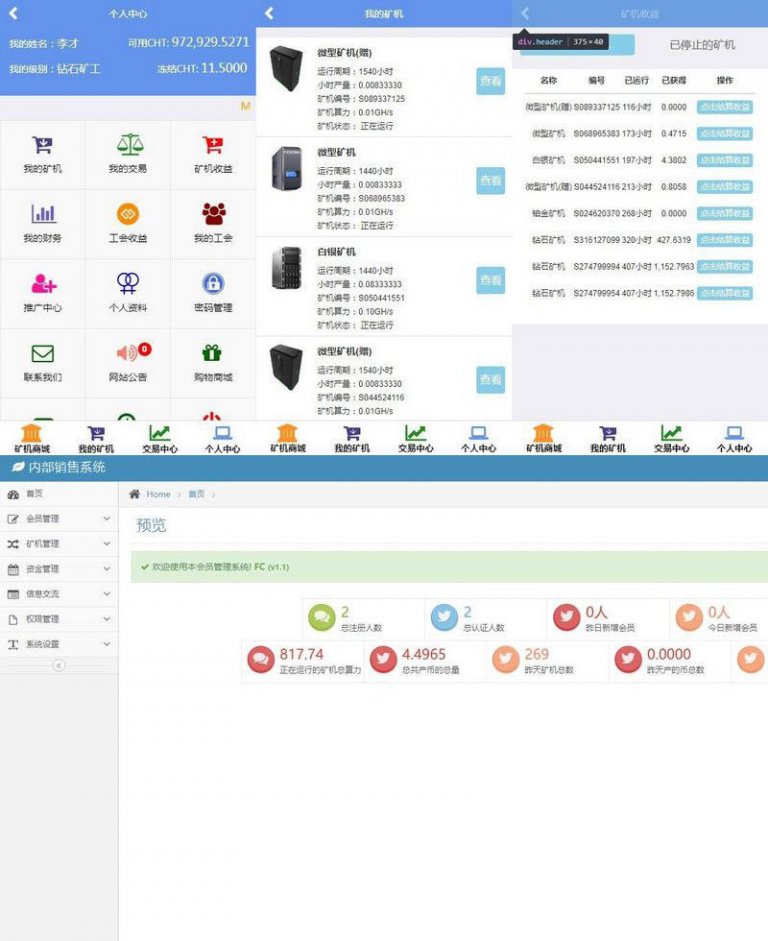 个人中心
我的姓名：李才
可用CHT: 972,929.5271
我的级别：钻石矿工
冻结CHT: 11.5000
M
我的矿机
我的交易
矿机收益
我的财务
工会收益
我的工会
推广中心
个人资料
密码管理
联系我们
0
网站公告
购物商城
矿机商城
我的矿机
交易中心
个人中心
我的矿机
微型矿机(赠)
运行周期：1540小时
小时产量：0.00833330
矿机编号：S089337125
矿机算力：0.01GH/s
矿机状态： 正在运行
查看
微型矿机
运行周期：1440小时
小时产量：0.00833333
矿机编号：S068965383
矿机算力：0.01GH/s
矿机状态： 正在运行
查看
白银矿机
运行周期：1440小时
小时产量：0.08333333
矿机编号：S050441551
矿机算力：0.10GH/s
矿机状态： 正在运行
查看
微型矿机(赠)
运行周期：1540小时
小时产量：0.00833330
矿机编号：S044524116
矿机算力：0.01GH/s
查看
矿机商城
我的矿机
交易中心
个人中心
矿机收益
div.header | 375×40
已停止的矿机
名称 编号 已运行 已获得 操作
微型矿机(赠) S089337125 116小时 0.0000 点击结算收益
微型矿机 S068965383 173小时 0.4715 点击结算收益
白银矿机 S050441551 197小时 4.3802 点击结算收益
微型矿机(赠) S044524116 213小时 0.8058 点击结算收益
铂金矿机 S024620370 268小时 0.0000 点击结算收益
钻石矿机 S316127099 320小时 427.6319 点击结算收益
钻石矿机 S274799994 407小时 1,152.7963 点击结算收益
钻石矿机 S274799954 407小时 1,152.7986 点击结算收益
矿机商城
我的矿机
交易中心
个人中心
内部销售系统
首页
会员管理
矿机管理
资金管理
信息交流
权限管理
系统设置
Home > 首页 >
预览
欢迎使用本会员管理系统! FC (v1.1)
2
总注册人数
2
总认证人数
0人
昨日新增会员
0人
今日新增会员
817.74
正在运行的矿机总算力
4.4965
总共产币的总量
269
昨天矿机总数
0.0000
昨天产的币总数